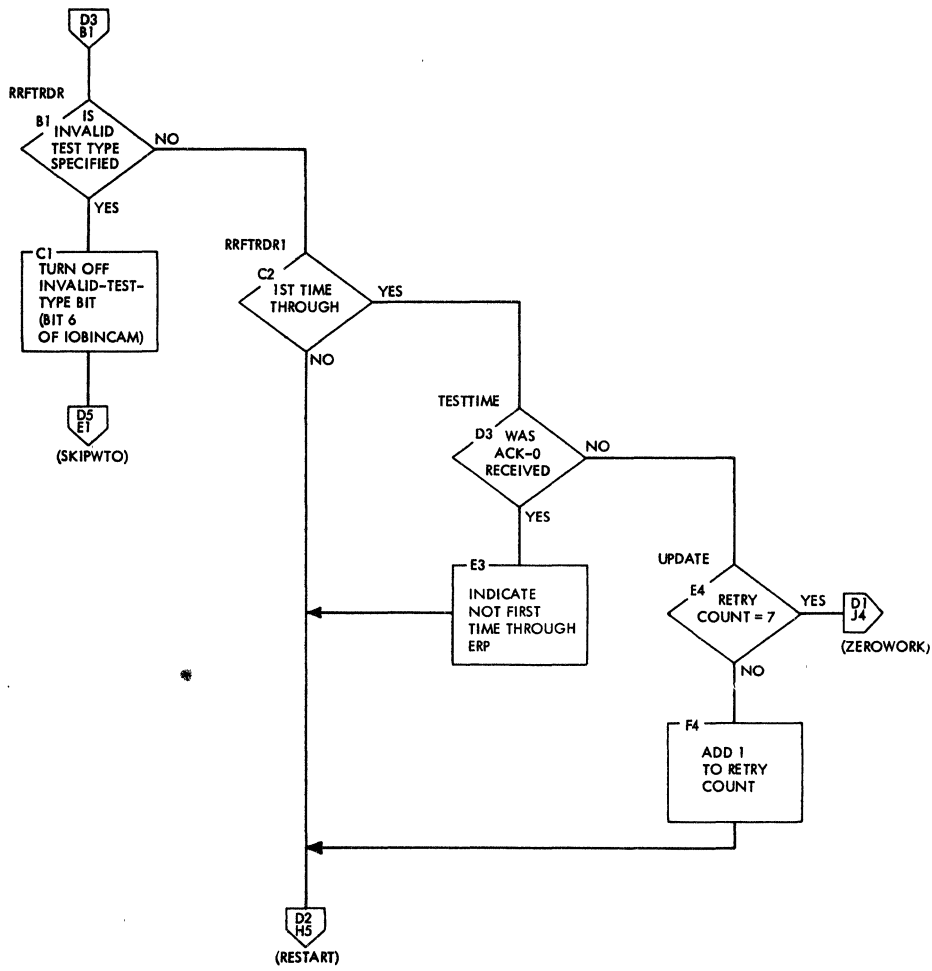 D3
B1
RRFTRDR
B1
IS
INVALID
TEST TYPE
SPECIFIED
NO
YES
C1
TURN OFF
INVALID-TEST-
TYPE BIT
(BIT 6
OF IOBINCAM)
D5
E1
(SKIPWTO)
RRFTRDR1
C2
1ST TIME
THROUGH
YES
NO
TESTTIME
D3
WAS
ACK-0
RECEIVED
NO
YES
E3
INDICATE
NOT FIRST
TIME THROUGH
ERP
UPDATE
E4
RETRY
COUNT = 7
YES
D1
J4
(ZEROWORK)
NO
F4
ADD 1
TO RETRY
COUNT
D2
H5
(RESTART)